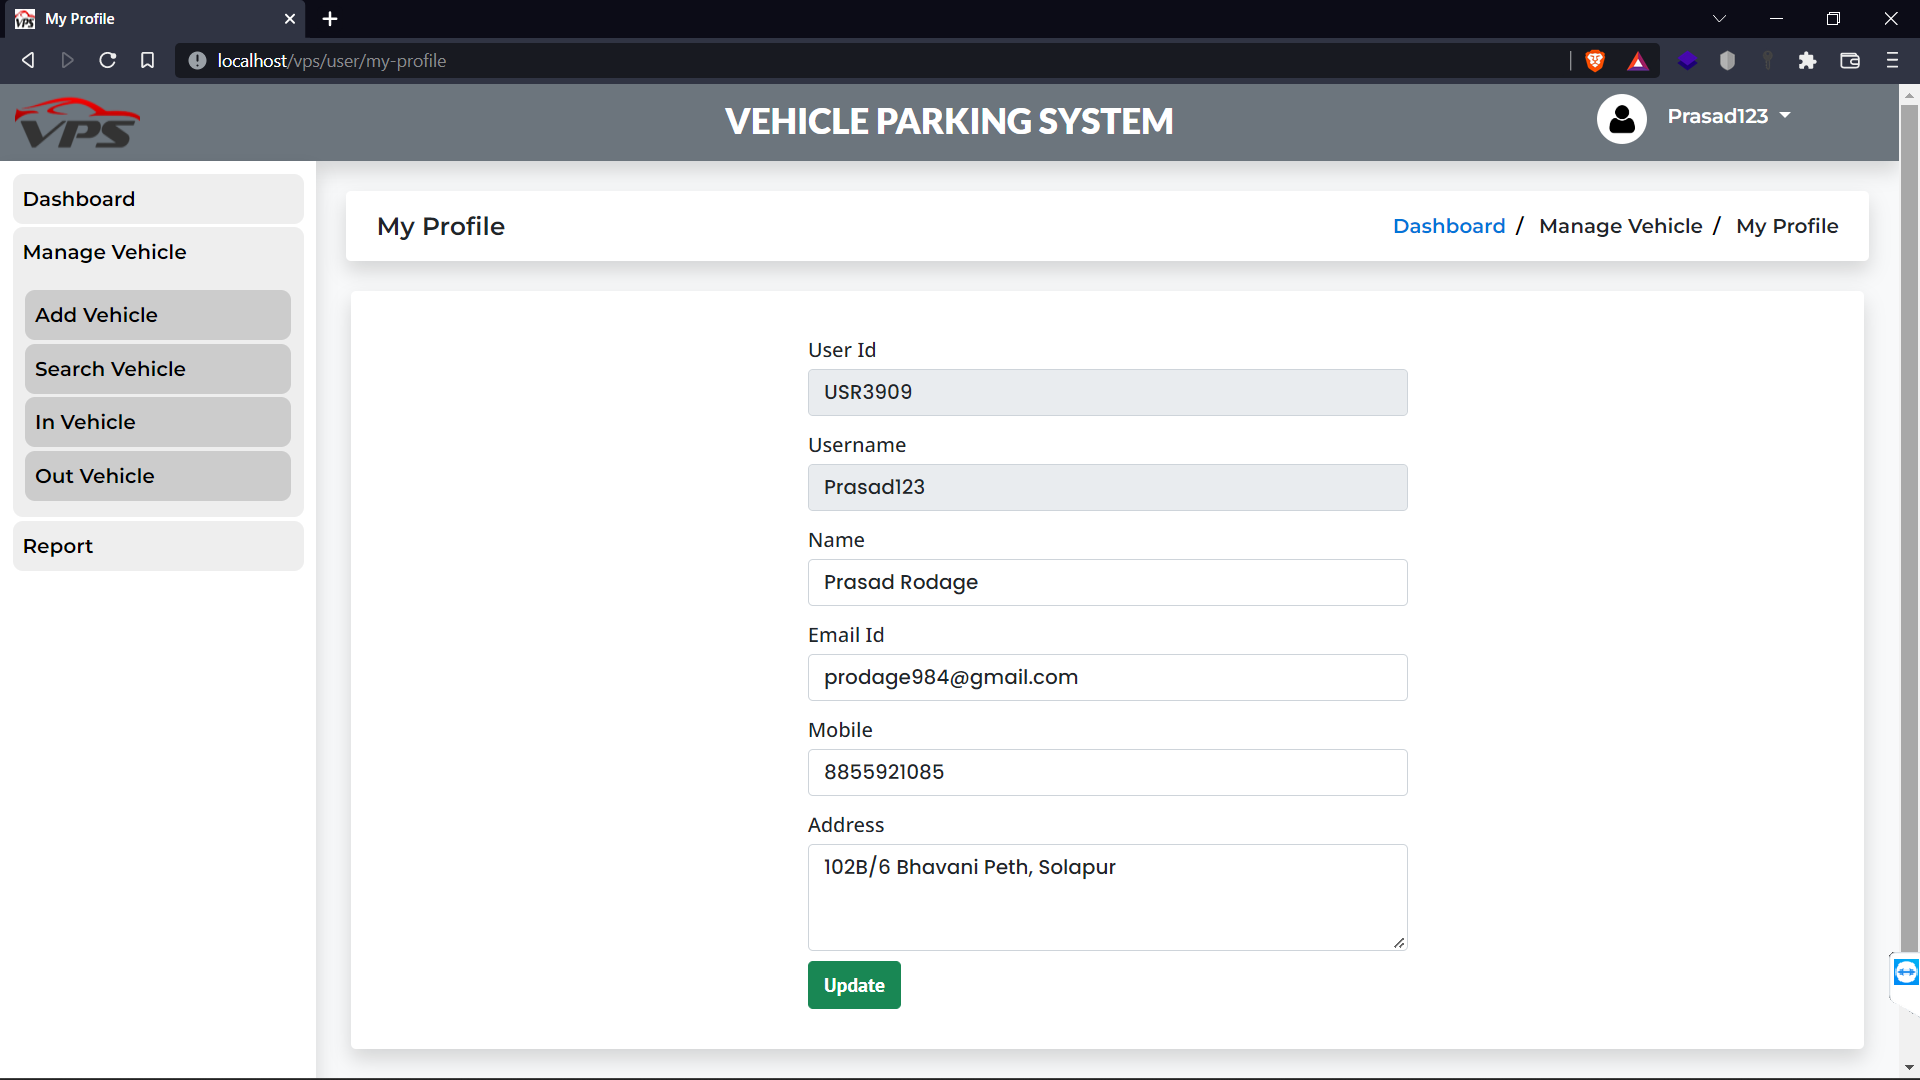 VPS My Profile
localhost/vps/user/my-profile
VPS
VEHICLE PARKING SYSTEM
Prasad123
Dashboard
Manage Vehicle
Add Vehicle
Search Vehicle
In Vehicle
Out Vehicle
Report
My Profile
Dashboard / Manage Vehicle / My Profile
User Id
USR3909
Username
Prasad123
Name
Prasad Rodage
Email Id
prodage984@gmail.com
Mobile
8855921085
Address
102B/6 Bhavani Peth, Solapur
Update